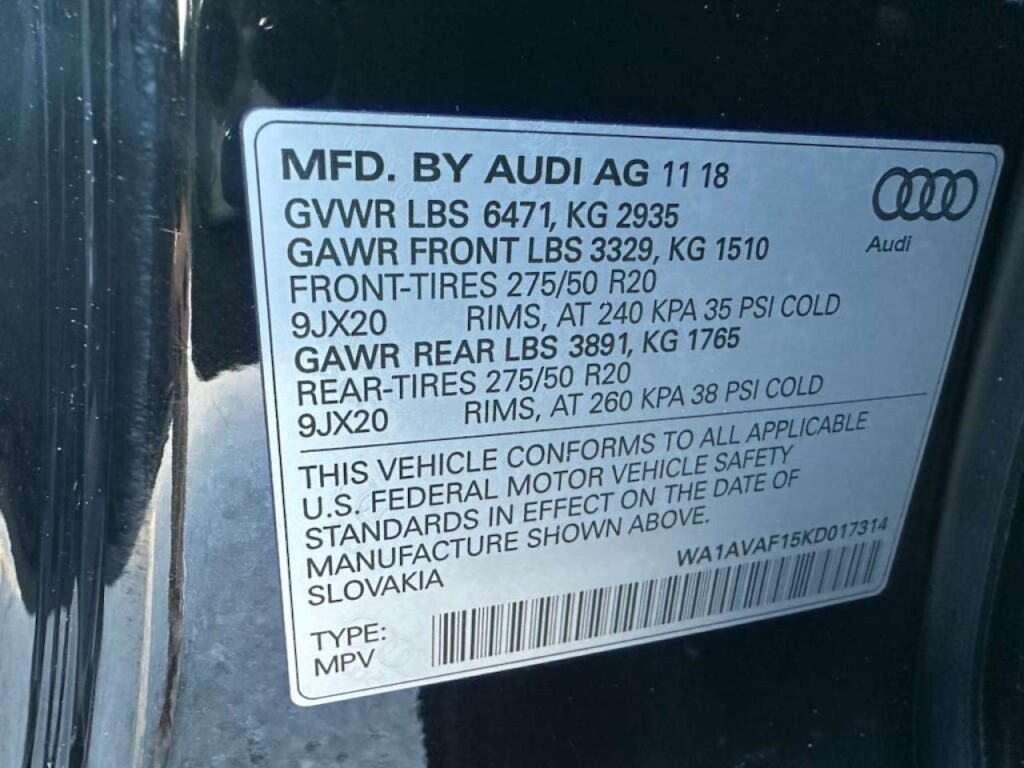 MFD. BY AUDI AG 11 18
GVWR LBS 6471, KG 2935
GAWR FRONT LBS 3329, KG 1510
FRONT-TIRES 275/50 R20
9JX20 RIMS, AT 240 KPA 35 PSI COLD
GAWR REAR LBS 3891, KG 1765
REAR-TIRES 275/50 R20
9JX20 RIMS, AT 260 KPA 38 PSI COLD
Audi
THIS VEHICLE CONFORMS TO ALL APPLICABLE
U.S. FEDERAL MOTOR VEHICLE SAFETY
STANDARDS IN EFFECT ON THE DATE OF
MANUFACTURE SHOWN ABOVE.
SLOVAKIA
WA1AVAF15KD017314
TYPE:
MPV